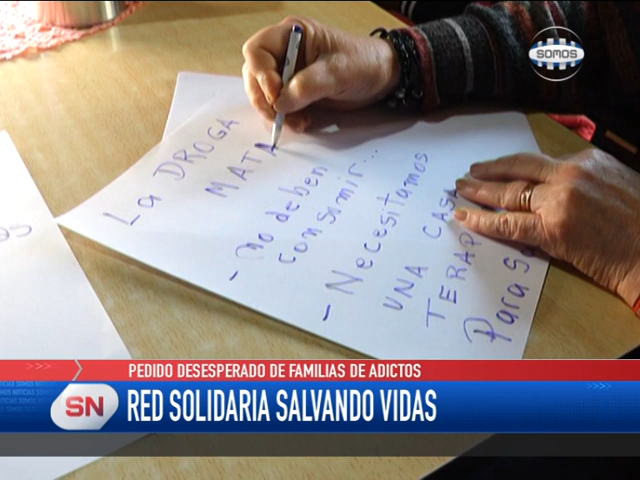 SOMOS
La DROGA
MATA
- no deben
consumir...
- Necesitamos
UNA CASA
TERAP
Para sa
PEDIDO DESESPERADO DE FAMILIAS DE ADICTOS
SN
RED SOLIDARIA SALVANDO VIDAS